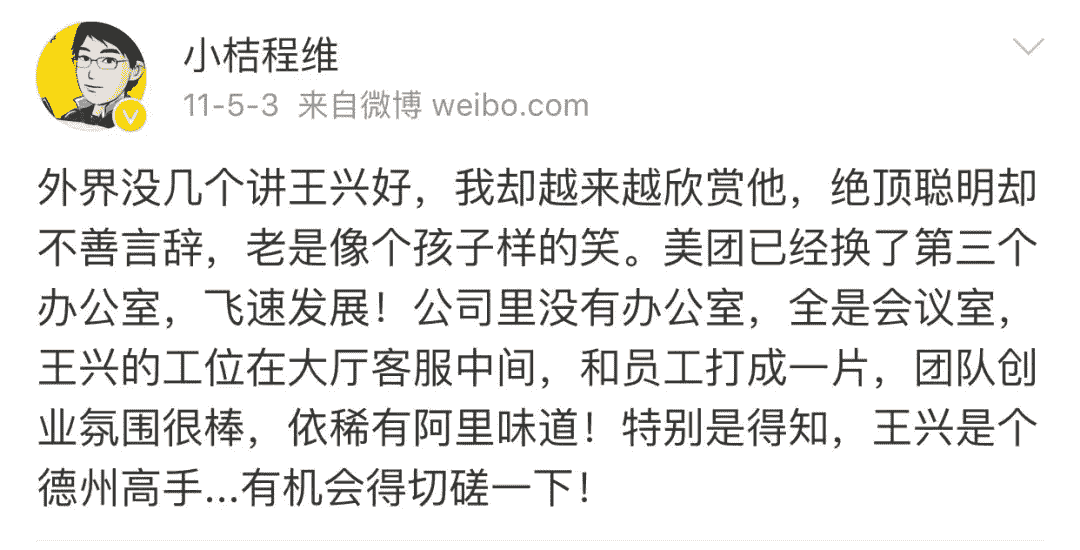 小桔程维
11-5-3 来自微博 weibo.com
外界没几个讲王兴好，我却越来越欣赏他，绝顶聪明却
不善言辞，老是像个孩子样的笑。美团已经换了第三个
办公室，飞速发展！公司里没有办公室，全是会议室，
王兴的工位在大厅客服中间，和员工打成一片，团队创
业氛围很棒，依稀有阿里味道！特别是得知，王兴是个
德州高手...有机会得切磋一下！